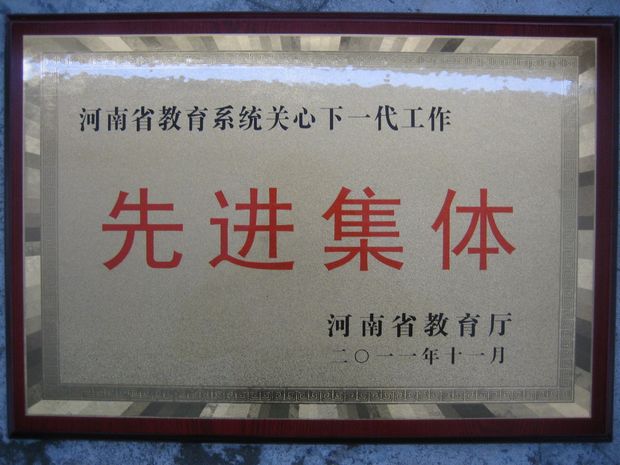 河南省教育系统关心下一代工作
先进集体
河南省教育厅
二〇一一年十一月